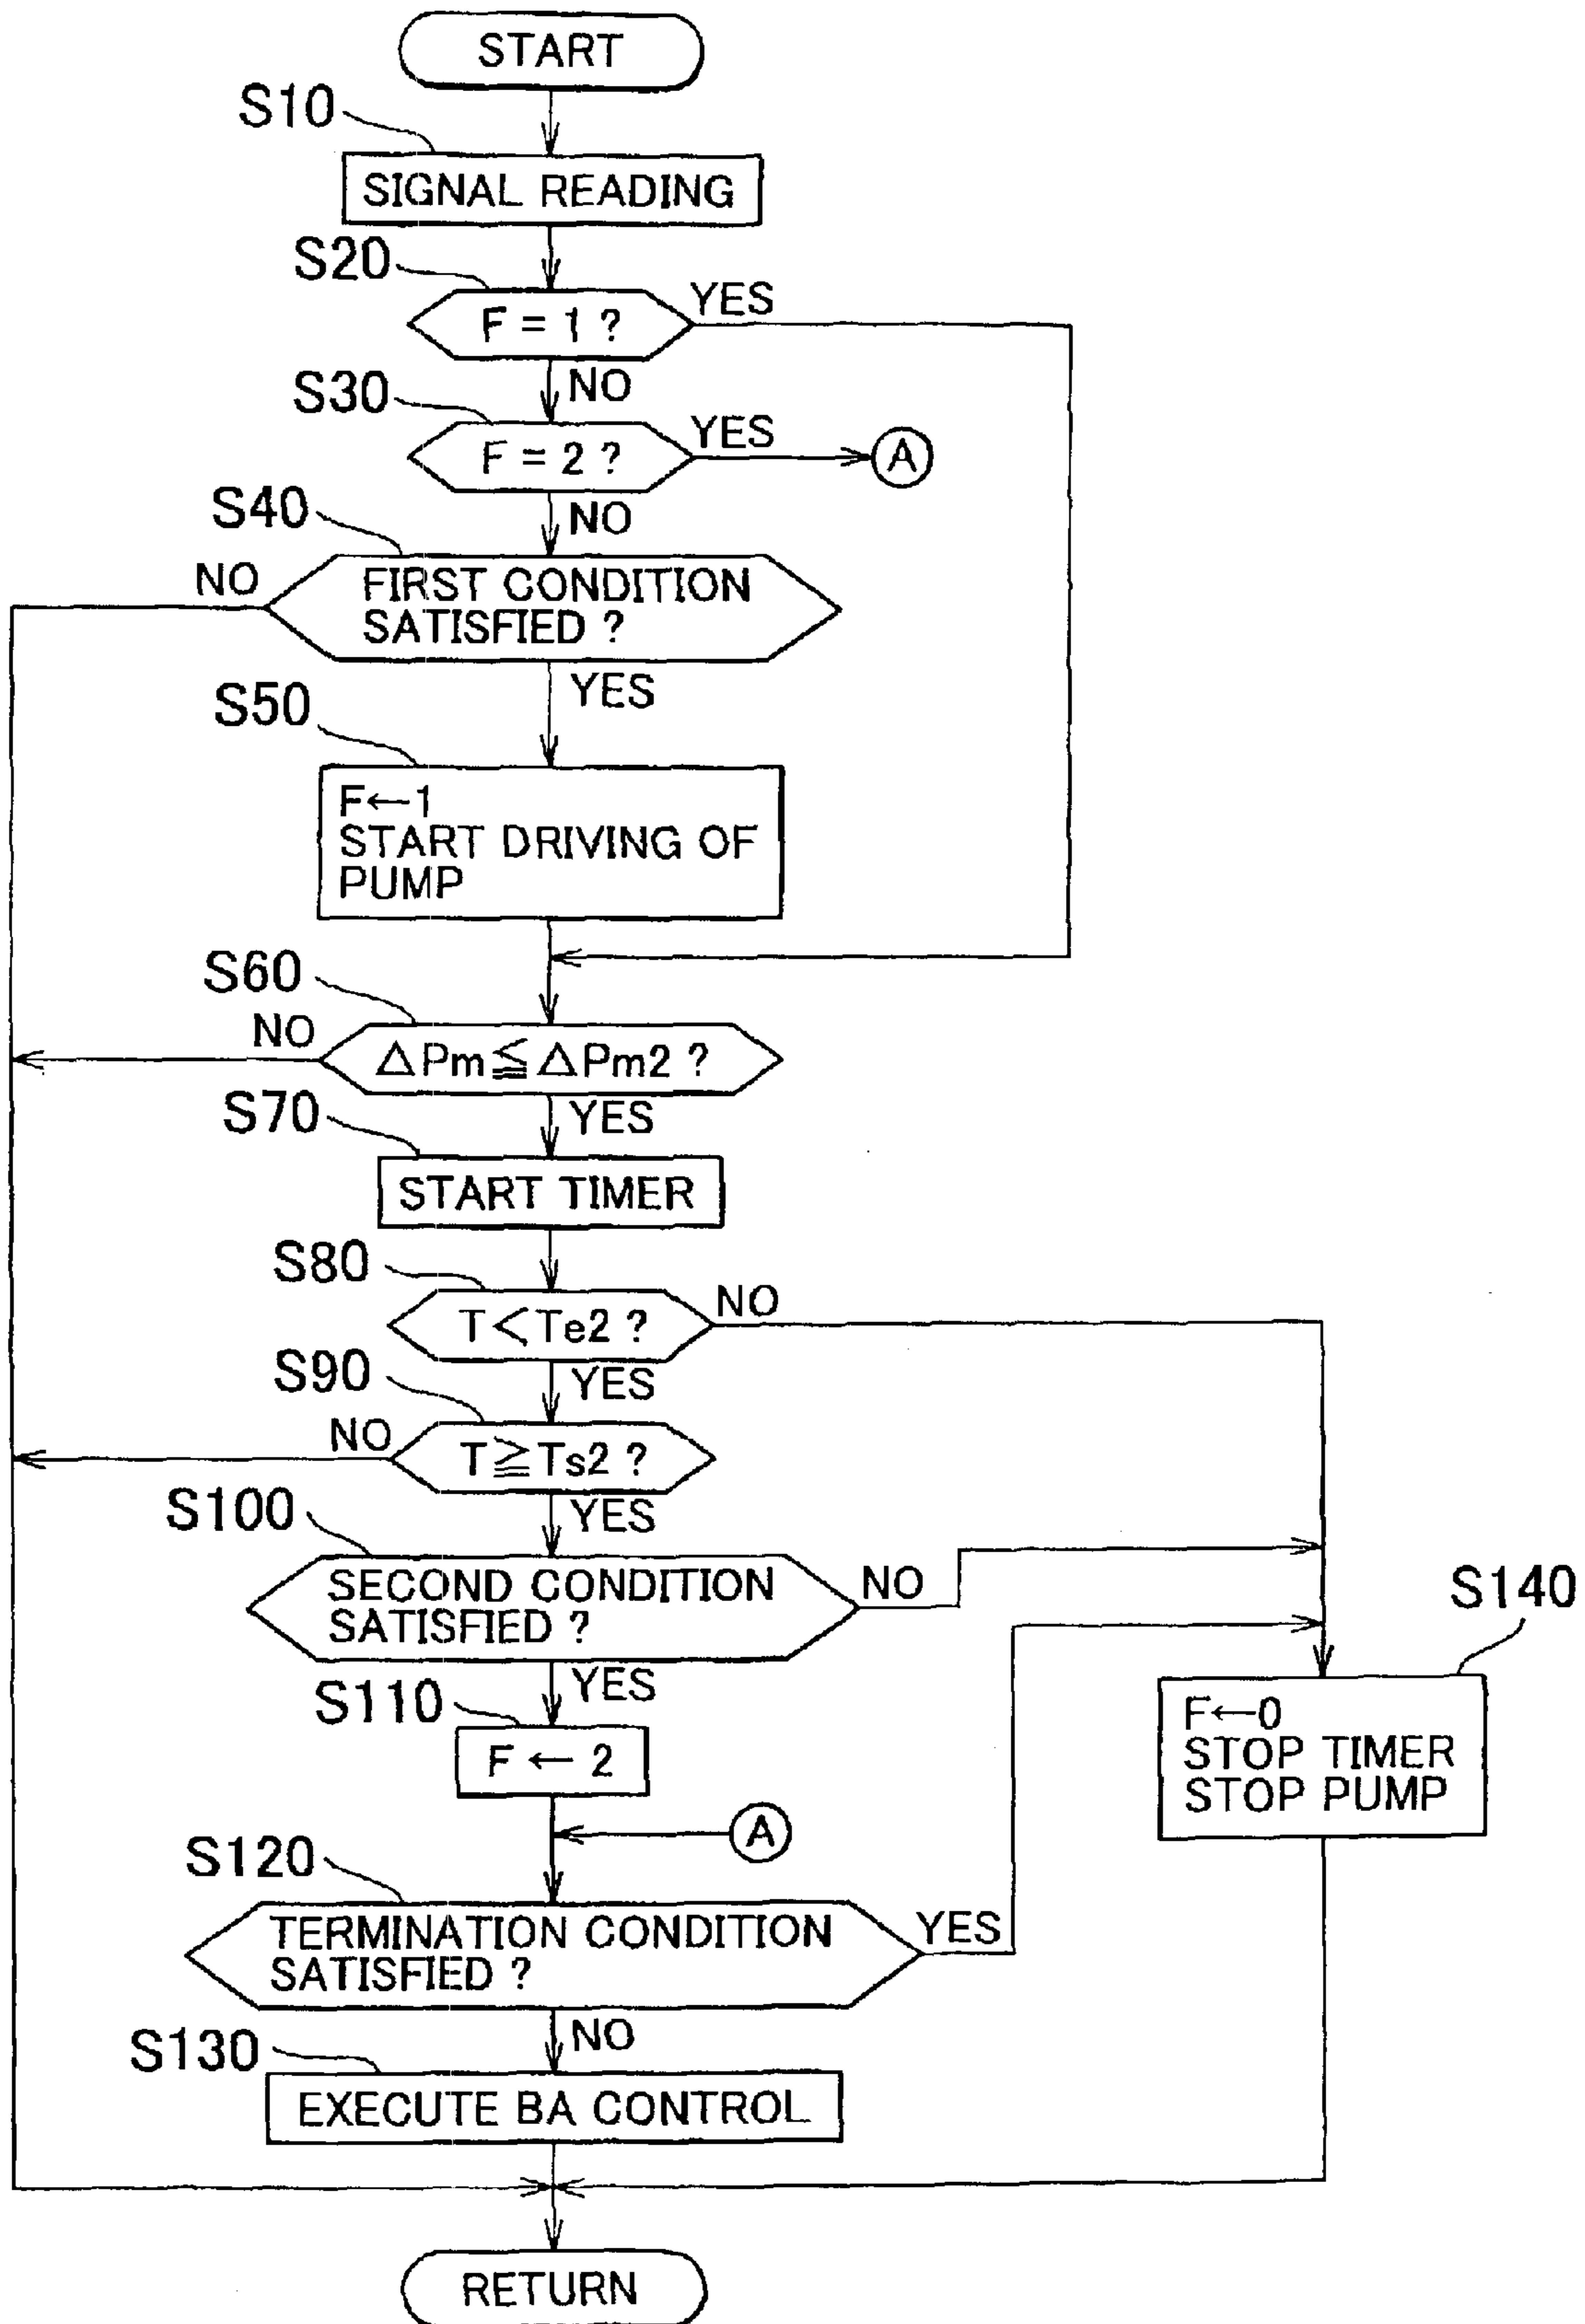 START
S10
SIGNAL READING
S20
F = 1 ?
YES
NO
S30
F = 2 ?
YES
A
NO
S40
NO
FIRST CONDITION
SATISFIED ?
YES
S50
F←1
START DRIVING OF
PUMP
S60
NO
△Pm≦△Pm2 ?
YES
S70
START TIMER
S80
T<Te2 ?
NO
YES
S90
NO
T≧Ts2 ?
YES
S100
SECOND CONDITION
SATISFIED ?
NO
YES
S110
F ← 2
S140
F←0
STOP TIMER
STOP PUMP
A
S120
TERMINATION CONDITION
SATISFIED ?
YES
NO
S130
EXECUTE BA CONTROL
RETURN